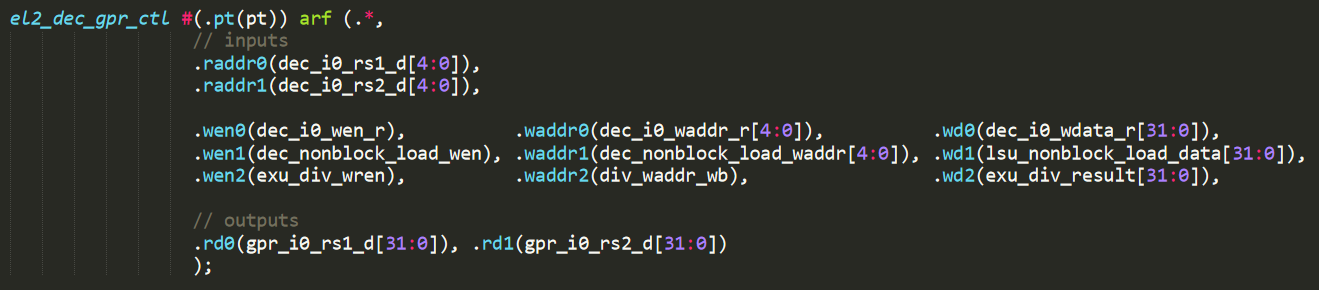 el2_dec_gpr_ctl #(.pt(pt)) arf (.*,
// inputs
.raddr0(dec_i0_rs1_d[4:0]),
.raddr1(dec_i0_rs2_d[4:0]),
.wen0(dec_i0_wen_r), .waddr0(dec_i0_waddr_r[4:0]), .wd0(dec_i0_wdata_r[31:0]),
.wen1(dec_nonblock_load_wen), .waddr1(dec_nonblock_load_waddr[4:0]), .wd1(lsu_nonblock_load_data[31:0]),
.wen2(exu_div_wren), .waddr2(div_waddr_wb), .wd2(exu_div_result[31:0]),
// outputs
.rd0(gpr_i0_rs1_d[31:0]), .rd1(gpr_i0_rs2_d[31:0])
);